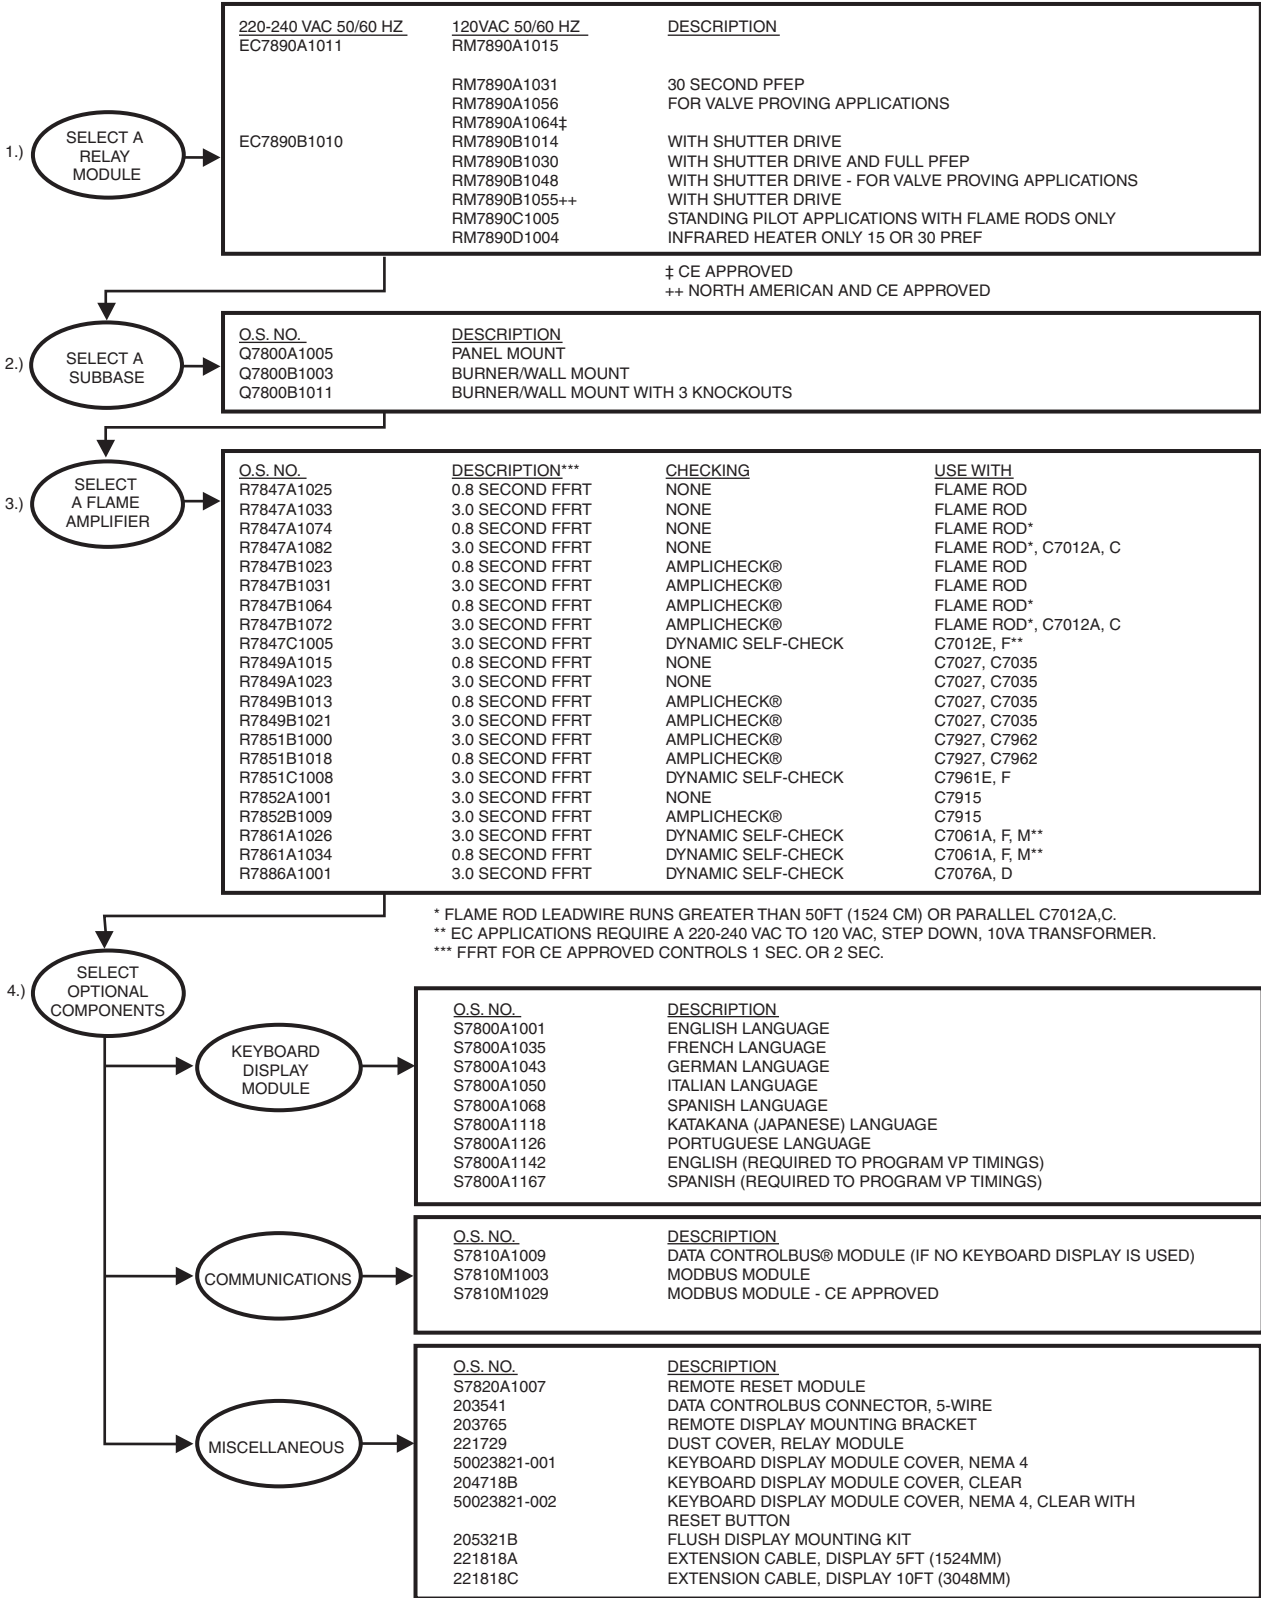 220-240 VAC 50/60 HZ 120VAC 50/60 HZ DESCRIPTION
EC7890A1011 RM7890A1015
RM7890A1031 30 SECOND PFEP
RM7890A1056 FOR VALVE PROVING APPLICATIONS
RM7890A1064‡
EC7890B1010 RM7890B1014 WITH SHUTTER DRIVE
RM7890B1030 WITH SHUTTER DRIVE AND FULL PFEP
RM7890B1048 WITH SHUTTER DRIVE - FOR VALVE PROVING APPLICATIONS
RM7890B1055++ WITH SHUTTER DRIVE
RM7890C1005 STANDING PILOT APPLICATIONS WITH FLAME RODS ONLY
RM7890D1004 INFRARED HEATER ONLY 15 OR 30 PREF
1.) SELECT A
RELAY
MODULE
‡ CE APPROVED
++ NORTH AMERICAN AND CE APPROVED
2.) SELECT A
SUBBASE
O.S. NO. DESCRIPTION
Q7800A1005 PANEL MOUNT
Q7800B1003 BURNER/WALL MOUNT
Q7800B1011 BURNER/WALL MOUNT WITH 3 KNOCKOUTS
3.) SELECT
A FLAME
AMPLIFIER
O.S. NO. DESCRIPTION*** CHECKING USE WITH
R7847A1025 0.8 SECOND FFRT NONE FLAME ROD
R7847A1033 3.0 SECOND FFRT NONE FLAME ROD
R7847A1074 0.8 SECOND FFRT NONE FLAME ROD*
R7847A1082 3.0 SECOND FFRT NONE FLAME ROD*, C7012A, C
R7847B1023 0.8 SECOND FFRT AMPLICHECK® FLAME ROD
R7847B1031 3.0 SECOND FFRT AMPLICHECK® FLAME ROD
R7847B1064 0.8 SECOND FFRT AMPLICHECK® FLAME ROD*
R7847B1072 3.0 SECOND FFRT AMPLICHECK® FLAME ROD*, C7012A, C
R7847C1005 3.0 SECOND FFRT DYNAMIC SELF-CHECK C7012E, F**
R7849A1015 0.8 SECOND FFRT NONE C7027, C7035
R7849A1023 3.0 SECOND FFRT NONE C7027, C7035
R7849B1013 0.8 SECOND FFRT AMPLICHECK® C7027, C7035
R7849B1021 3.0 SECOND FFRT AMPLICHECK® C7027, C7035
R7851B1000 3.0 SECOND FFRT AMPLICHECK® C7927, C7962
R7851B1018 0.8 SECOND FFRT AMPLICHECK® C7927, C7962
R7851C1008 3.0 SECOND FFRT DYNAMIC SELF-CHECK C7961E, F
R7852A1001 3.0 SECOND FFRT NONE C7915
R7852B1009 3.0 SECOND FFRT AMPLICHECK® C7915
R7861A1026 3.0 SECOND FFRT DYNAMIC SELF-CHECK C7061A, F, M**
R7861A1034 0.8 SECOND FFRT DYNAMIC SELF-CHECK C7061A, F, M**
R7886A1001 3.0 SECOND FFRT DYNAMIC SELF-CHECK C7076A, D
* FLAME ROD LEADWIRE RUNS GREATER THAN 50FT (1524 CM) OR PARALLEL C7012A,C.
** EC APPLICATIONS REQUIRE A 220-240 VAC TO 120 VAC, STEP DOWN, 10VA TRANSFORMER.
*** FFRT FOR CE APPROVED CONTROLS 1 SEC. OR 2 SEC.
4.) SELECT
OPTIONAL
COMPONENTS
KEYBOARD
DISPLAY
MODULE
O.S. NO. DESCRIPTION
S7800A1001 ENGLISH LANGUAGE
S7800A1035 FRENCH LANGUAGE
S7800A1043 GERMAN LANGUAGE
S7800A1050 ITALIAN LANGUAGE
S7800A1068 SPANISH LANGUAGE
S7800A1118 KATAKANA (JAPANESE) LANGUAGE
S7800A1126 PORTUGUESE LANGUAGE
S7800A1142 ENGLISH (REQUIRED TO PROGRAM VP TIMINGS)
S7800A1167 SPANISH (REQUIRED TO PROGRAM VP TIMINGS)
COMMUNICATIONS
O.S. NO. DESCRIPTION
S7810A1009 DATA CONTROLBUS® MODULE (IF NO KEYBOARD DISPLAY IS USED)
S7810M1003 MODBUS MODULE
S7810M1029 MODBUS MODULE - CE APPROVED
MISCELLANEOUS
O.S. NO. DESCRIPTION
S7820A1007 REMOTE RESET MODULE
203541 DATA CONTROLBUS CONNECTOR, 5-WIRE
203765 REMOTE DISPLAY MOUNTING BRACKET
221729 DUST COVER, RELAY MODULE
50023821-001 KEYBOARD DISPLAY MODULE COVER, NEMA 4
204718B KEYBOARD DISPLAY MODULE COVER, CLEAR
50023821-002 KEYBOARD DISPLAY MODULE COVER, NEMA 4, CLEAR WITH
RESET BUTTON
205321B FLUSH DISPLAY MOUNTING KIT
221818A EXTENSION CABLE, DISPLAY 5FT (1524MM)
221818C EXTENSION CABLE, DISPLAY 10FT (3048MM)